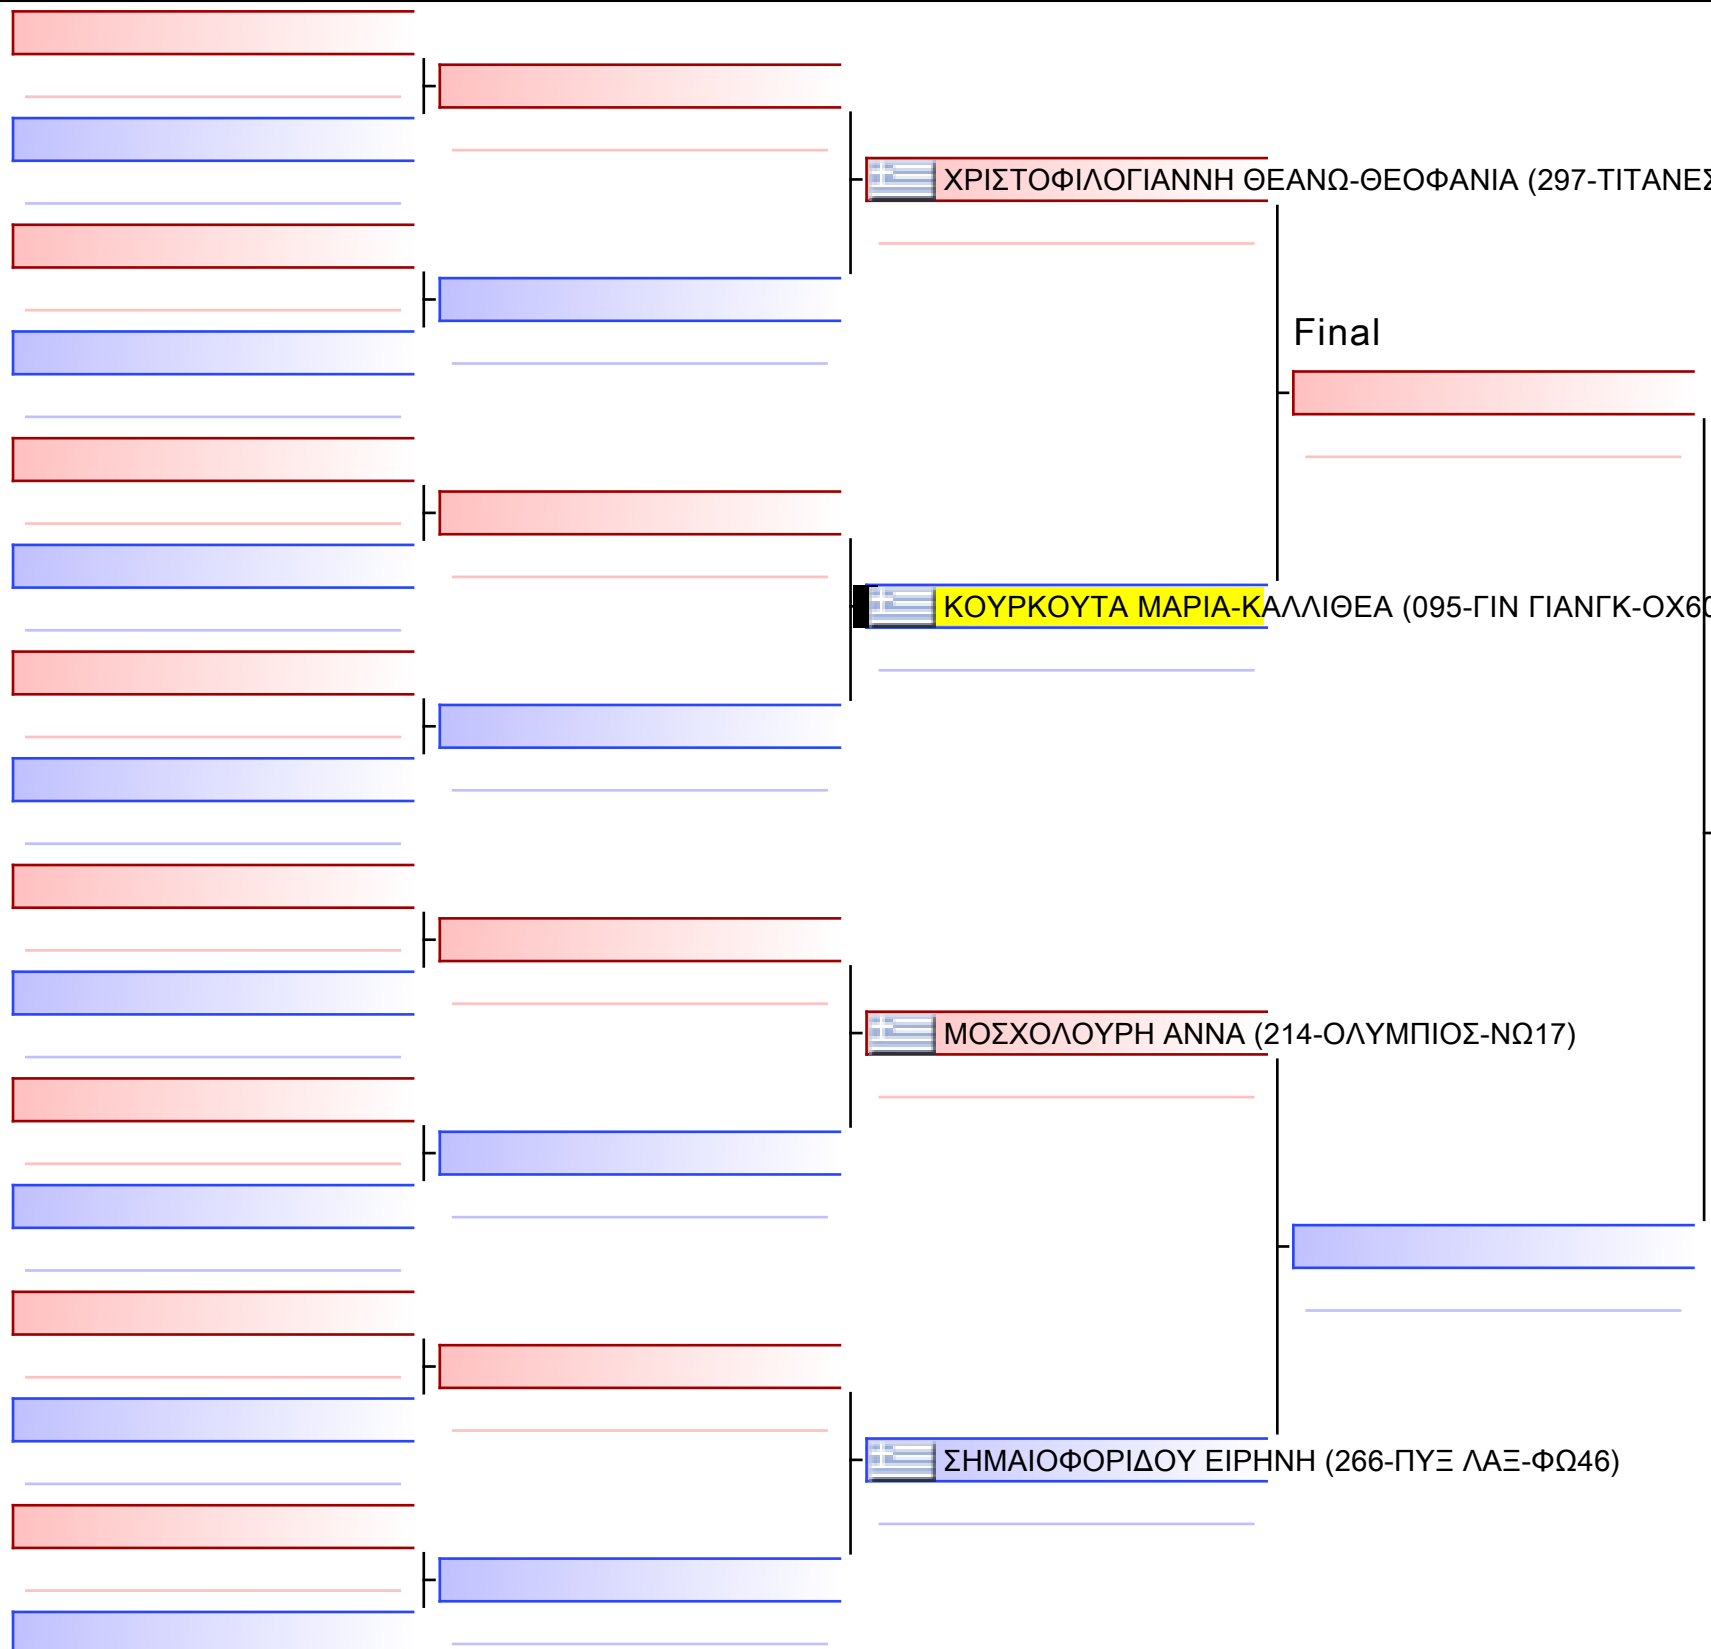 ΧΡΙΣΤΟΦΙΛΟΓΙΑΝΝΗ ΘΕΑΝΩ-ΘΕΟΦΑΝΙΑ (297-ΤΙΤΑΝΕΣ
Final
ΚΟΥΡΚΟΥΤΑ ΜΑΡΙΑ-ΚΑΛΛΙΘΕΑ (095-ΓΙΝ ΓΙΑΝΓΚ-ΟΧ60
ΜΟΣΧΟΛΟΥΡΗ ΑΝΝΑ (214-ΟΛΥΜΠΙΟΣ-ΝΩ17)
ΣΗΜΑΙΟΦΟΡΙΔΟΥ ΕΙΡΗΝΗ (266-ΠΥΞ ΛΑΞ-ΦΩ46)